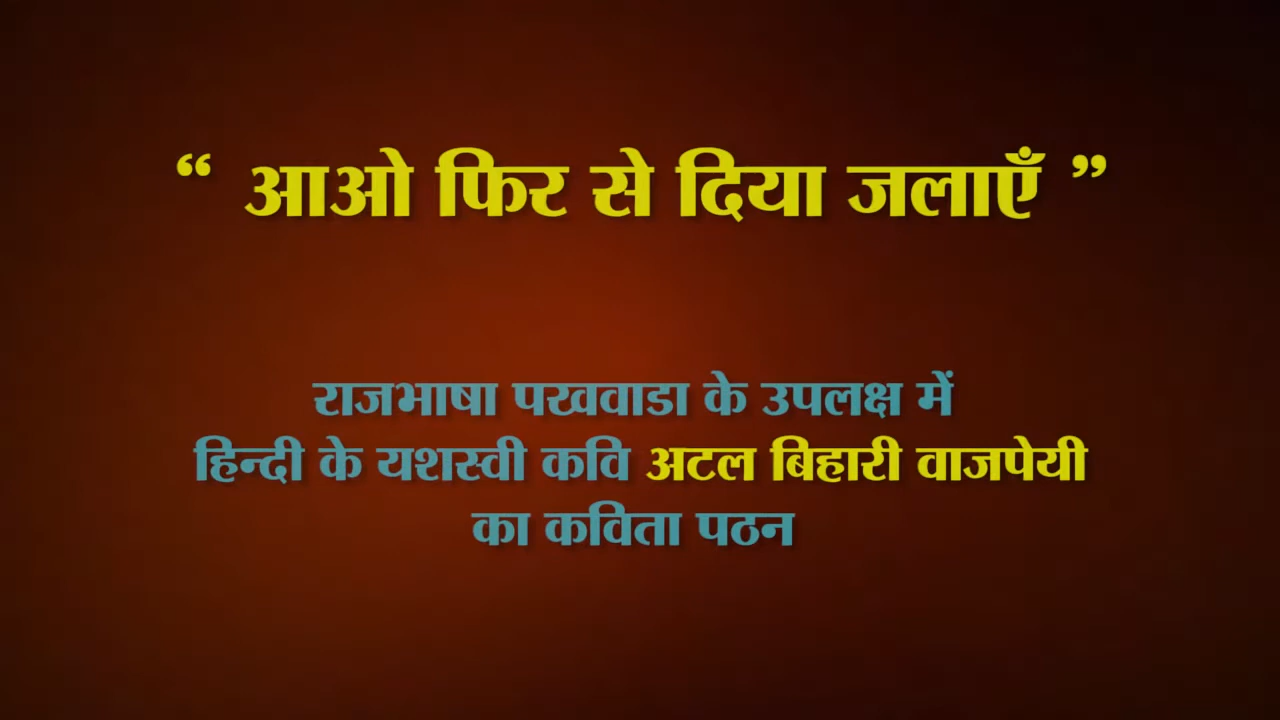 “ आओ फिर से दिया जलाएँ ”
राजभाषा पखवाडा के उपलक्ष में
हिन्दी के यशस्वी कवि अटल बिहारी वाजपेयी
का कविता पठन